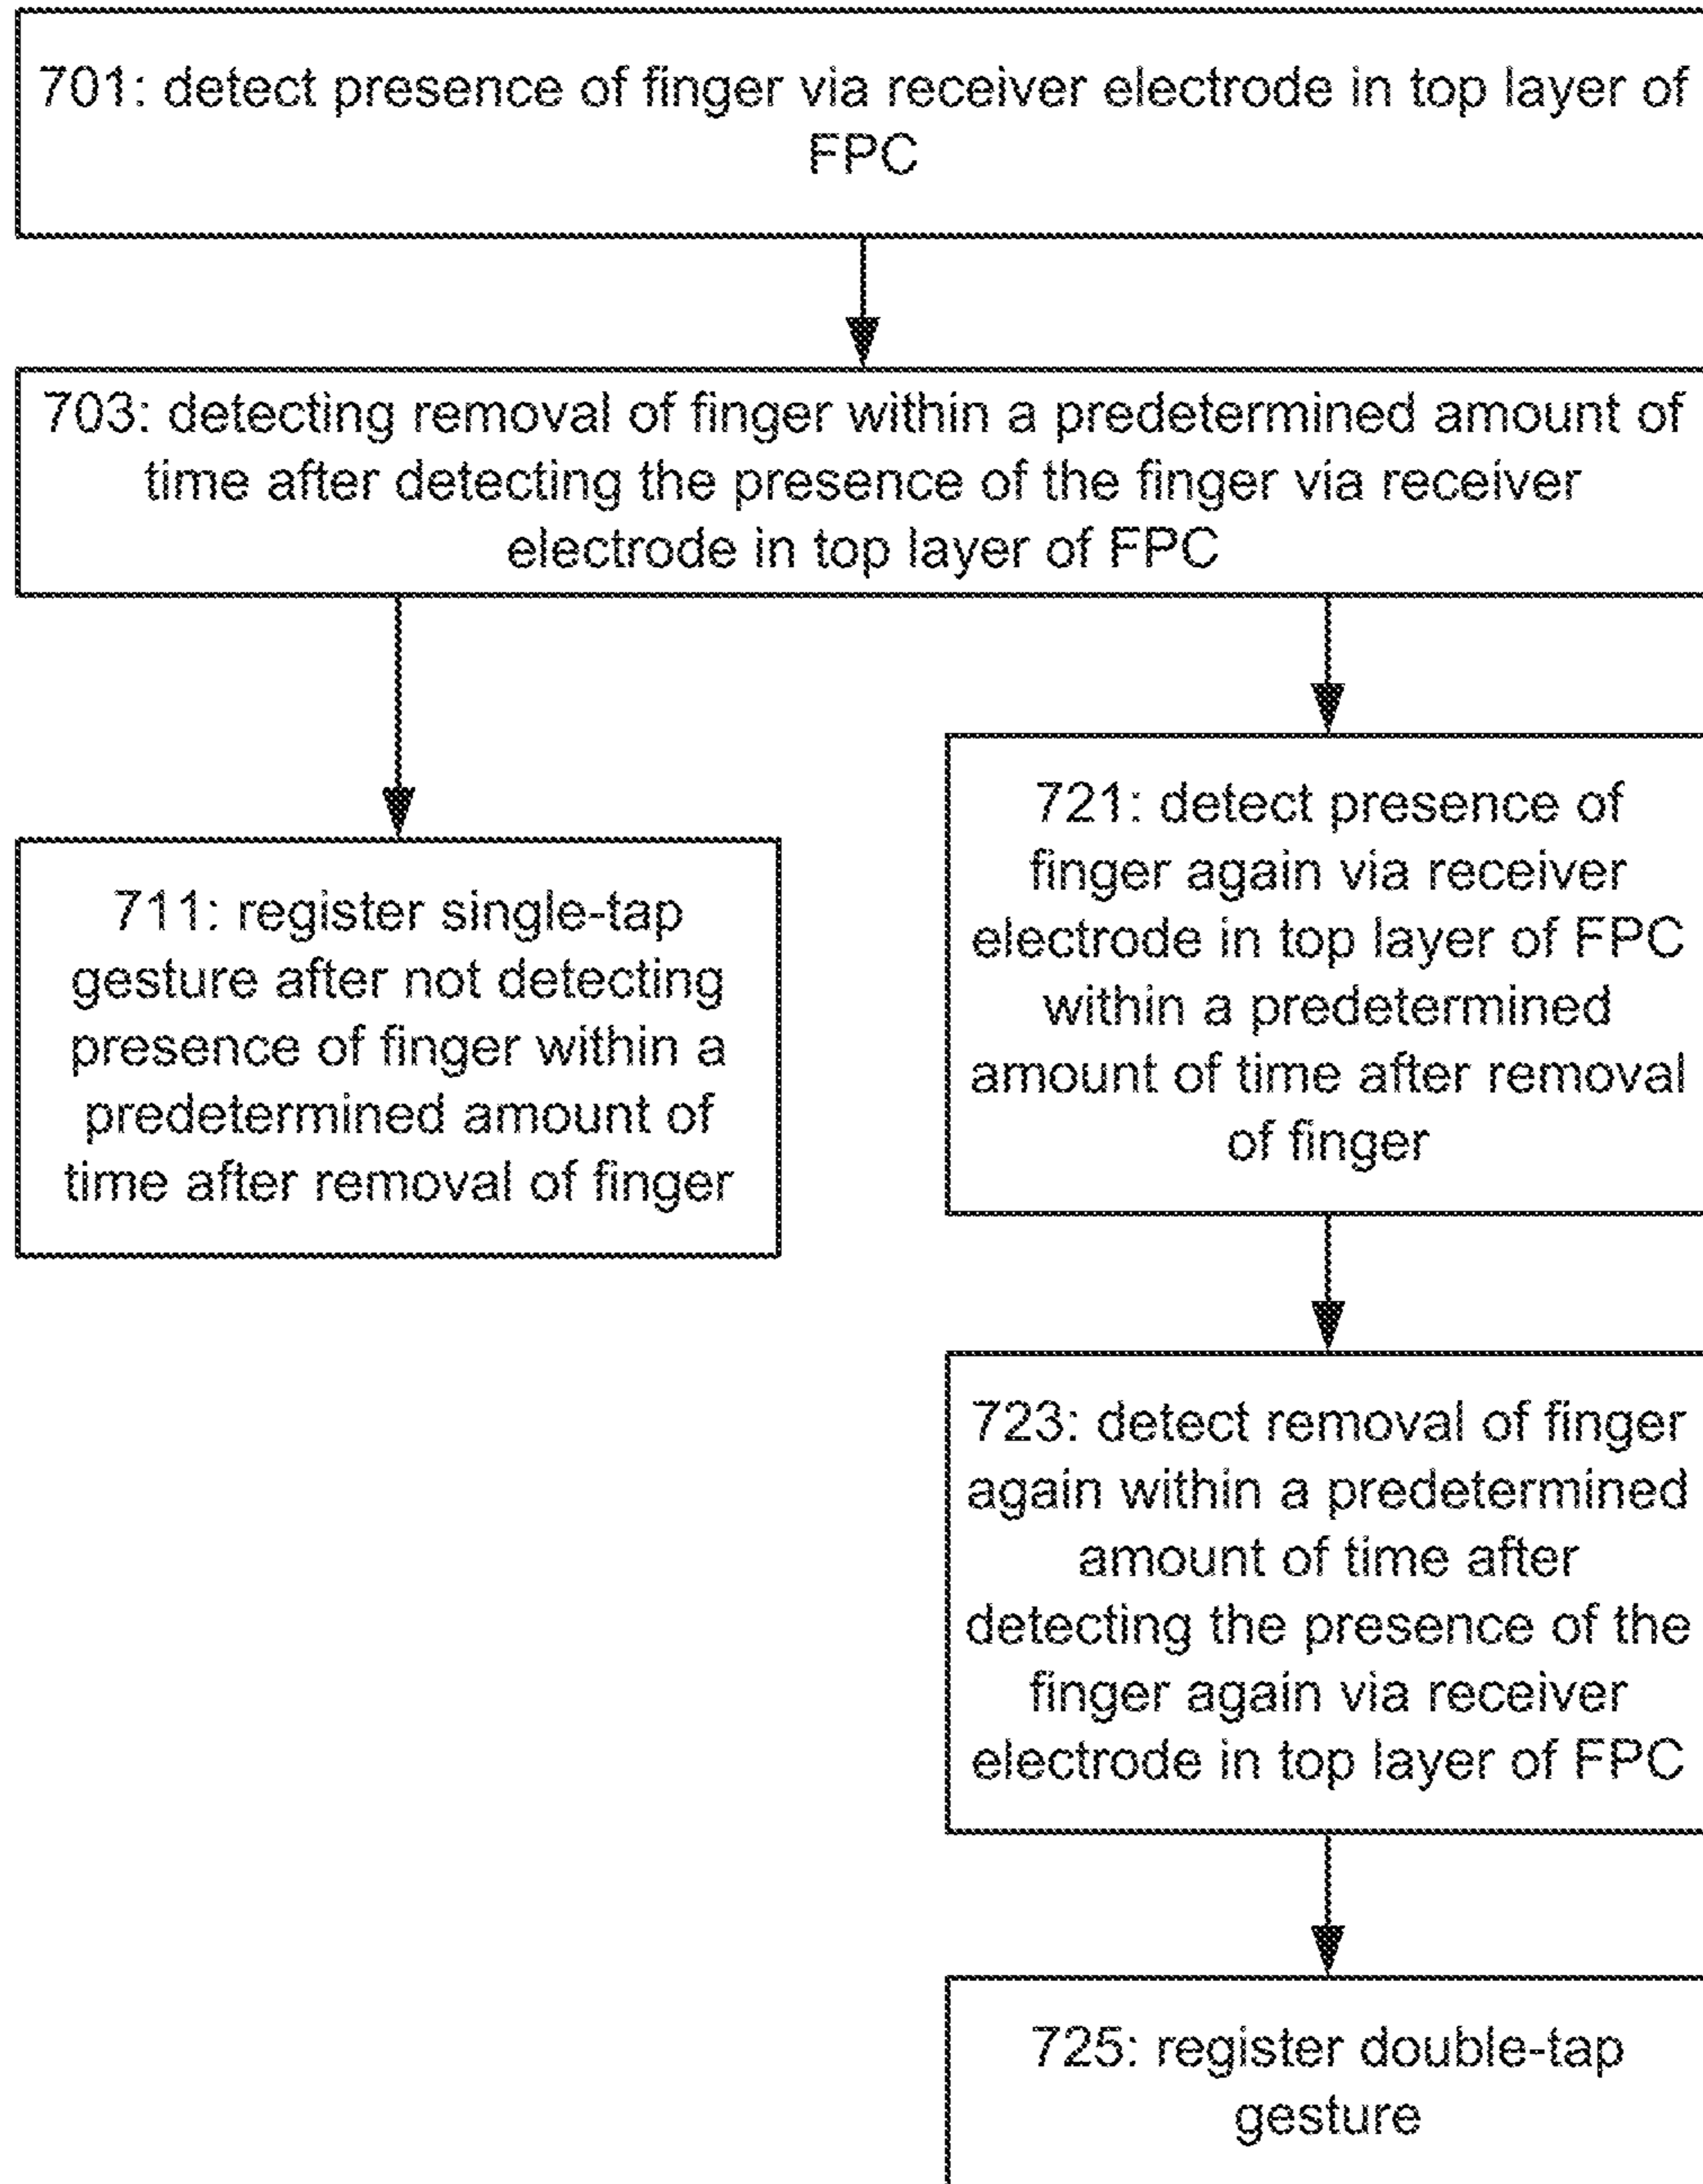 701: detect presence of finger via receiver electrode in top layer of
FPC
703: detecting removal of finger within a predetermined amount of
time after detecting the presence of the finger via receiver
electrode in top layer of FPC
711: register single-tap
gesture after not detecting
presence of finger within a
predetermined amount of
time after removal of finger
721: detect presence of
finger again via receiver
electrode in top layer of FPC
within a predetermined
amount of time after removal
of finger
723: detect removal of finger
again within a predetermined
amount of time after
detecting the presence of the
finger again via receiver
electrode in top layer of FPC
725: register double-tap
gesture